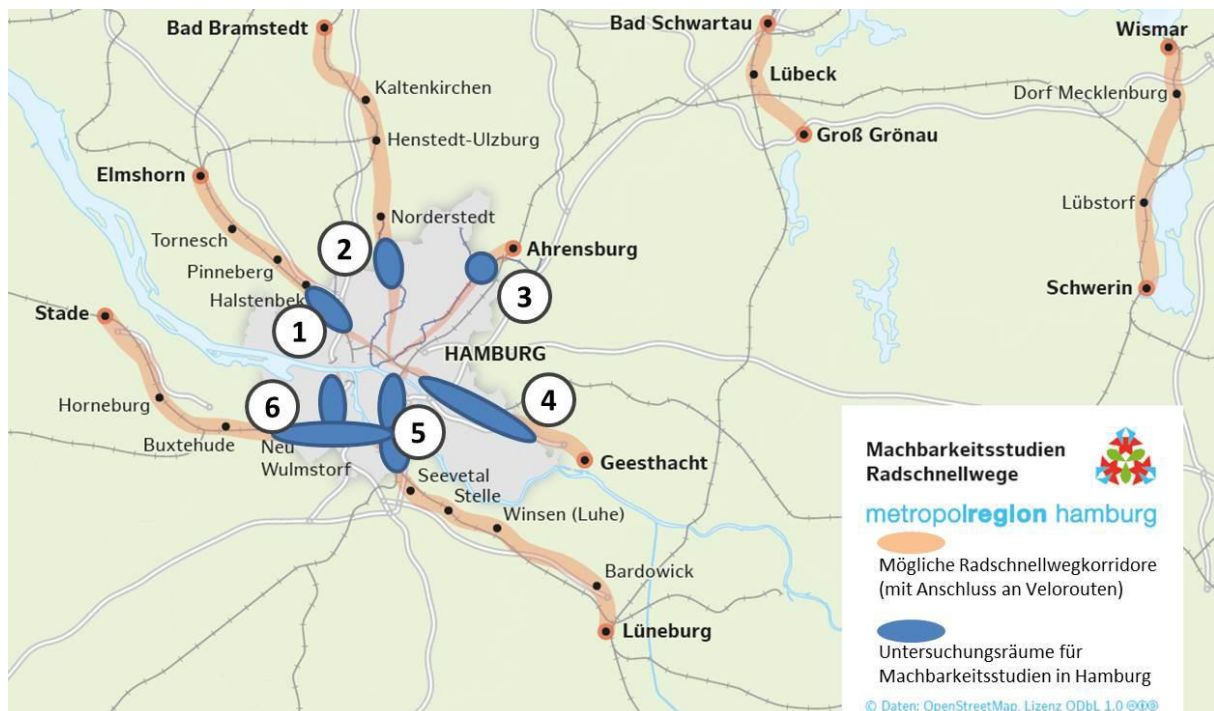 Bad Bramstedt
Bad Schwartau
Wismar
Kaltenkirchen
Lübeck
Dorf Mecklenburg
Henstedt-Ulzburg
Groß Grönau
Elmshorn
Norderstedt
Lübstorf
Tornesch
2
Ahrensburg
Pinneberg
3
Halstenbek
Schwerin
Stade
1
HAMBURG
Horneburg
6
4
Buxtehude
5
Neu
Wulmstorf
Geesthacht
Seevetal
Stelle
Winsen (Luhe)
Bardowick
Lüneburg
Machbarkeitsstudien
Radschnellwege
metropolregion hamburg
Mögliche Radschnellwegkorridore
(mit Anschluss an Velorouten)
Untersuchungsräume für
Machbarkeitsstudien in Hamburg
© Daten: OpenStreetMap, Lizenz ODbL 1.0